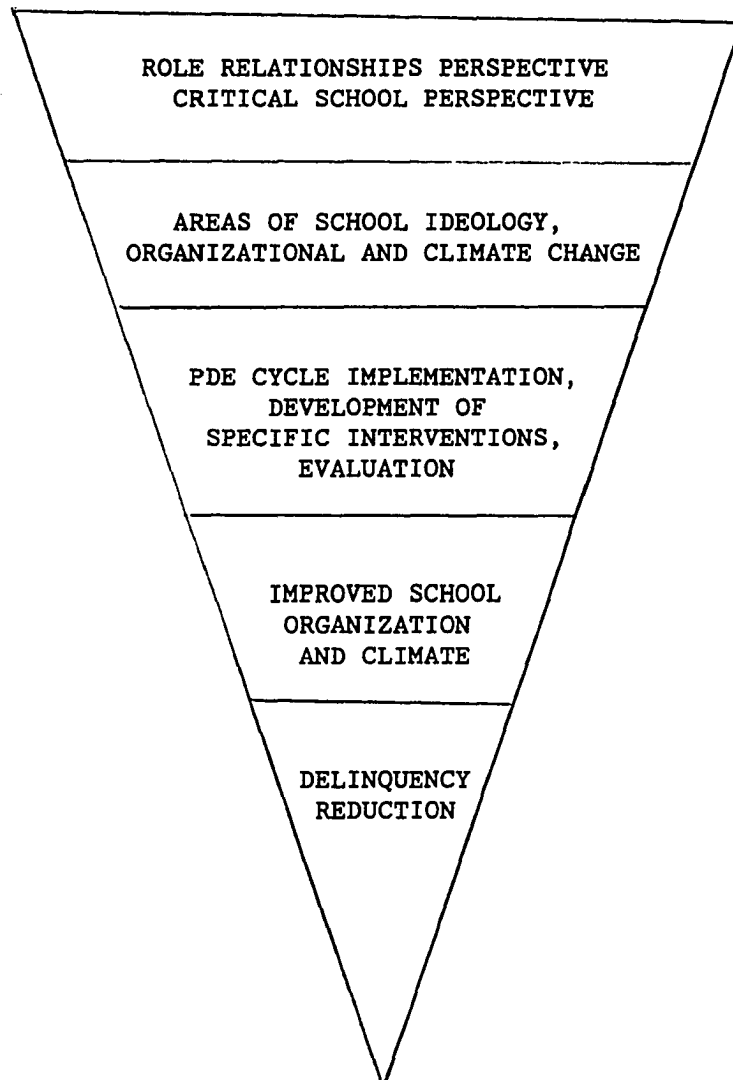 ROLE RELATIONSHIPS PERSPECTIVE
CRITICAL SCHOOL PERSPECTIVE
AREAS OF SCHOOL IDEOLOGY,
ORGANIZATIONAL AND CLIMATE CHANGE
PDE CYCLE IMPLEMENTATION,
DEVELOPMENT OF
SPECIFIC INTERVENTIONS,
EVALUATION
IMPROVED SCHOOL
ORGANIZATION
AND CLIMATE
DELINQUENCY
REDUCTION